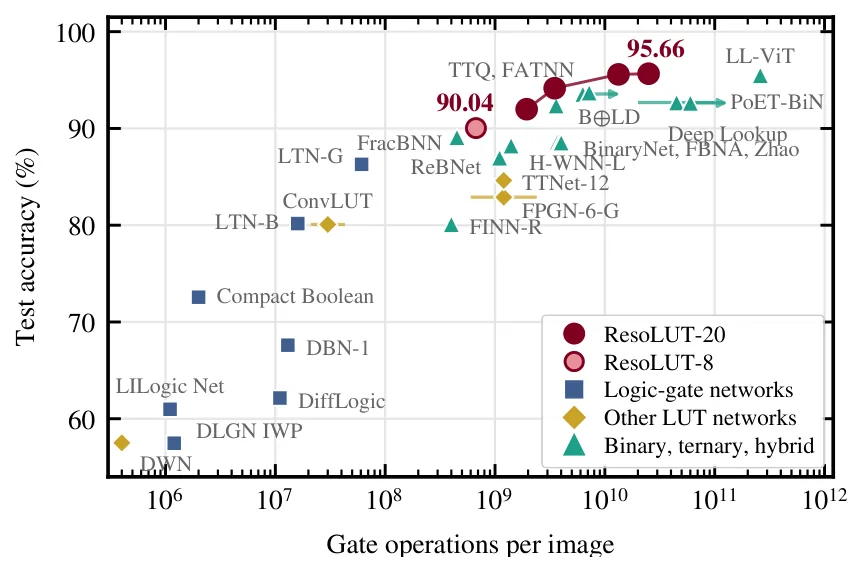 100
90
80
70
60
Test accuracy (%)
95.66
LL-ViT
TTQ, FATNN
90.04
PoET-BiN
B⊕LD
Deep Lookup
FracBNN
BinaryNet, FBNA, Zhao
LTN-G
ReBNet
H-WNN-L
TTNet-12
ConvLUT
FPGN-6-G
LTN-B
FINN-R
Compact Boolean
DBN-1
LILogic Net
DiffLogic
DLGN IWP
DWN
ResoLUT-20
ResoLUT-8
Logic-gate networks
Other LUT networks
Binary, ternary, hybrid
10⁶ 10⁷ 10⁸ 10⁹ 10¹⁰ 10¹¹ 10¹²
Gate operations per image